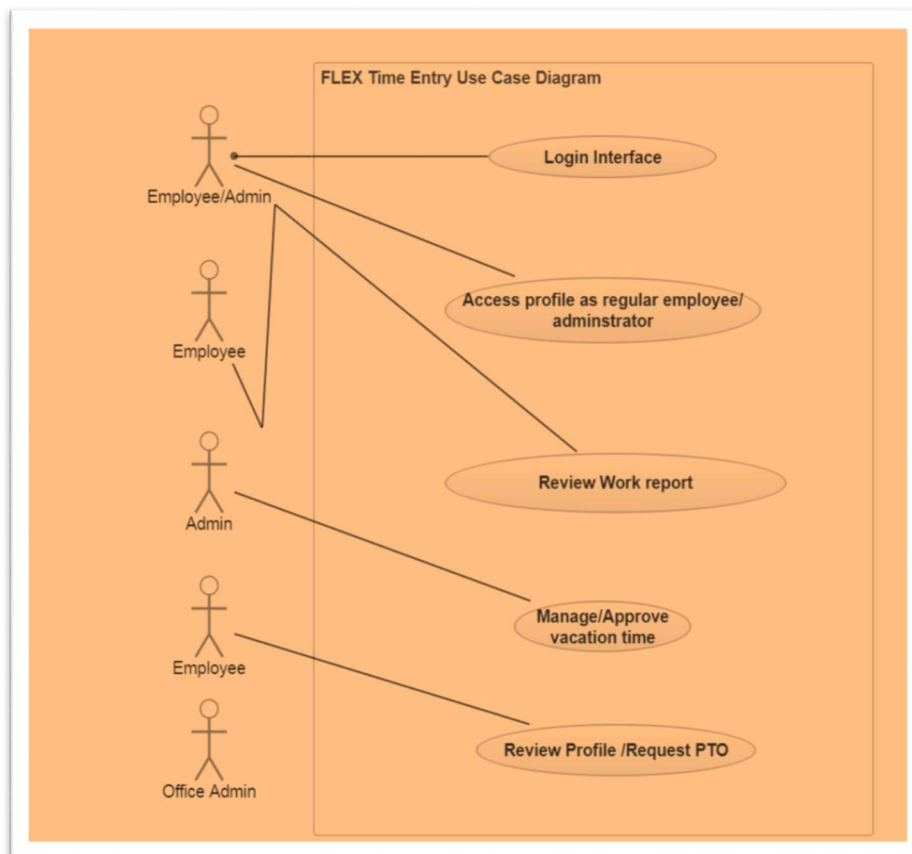 FLEX Time Entry Use Case Diagram
Login Interface
Employee/Admin
Access profile as regular employee/
adminstrator
Employee
Review Work report
Admin
Manage/Approve
vacation time
Employee
Review Profile /Request PTO
Office Admin